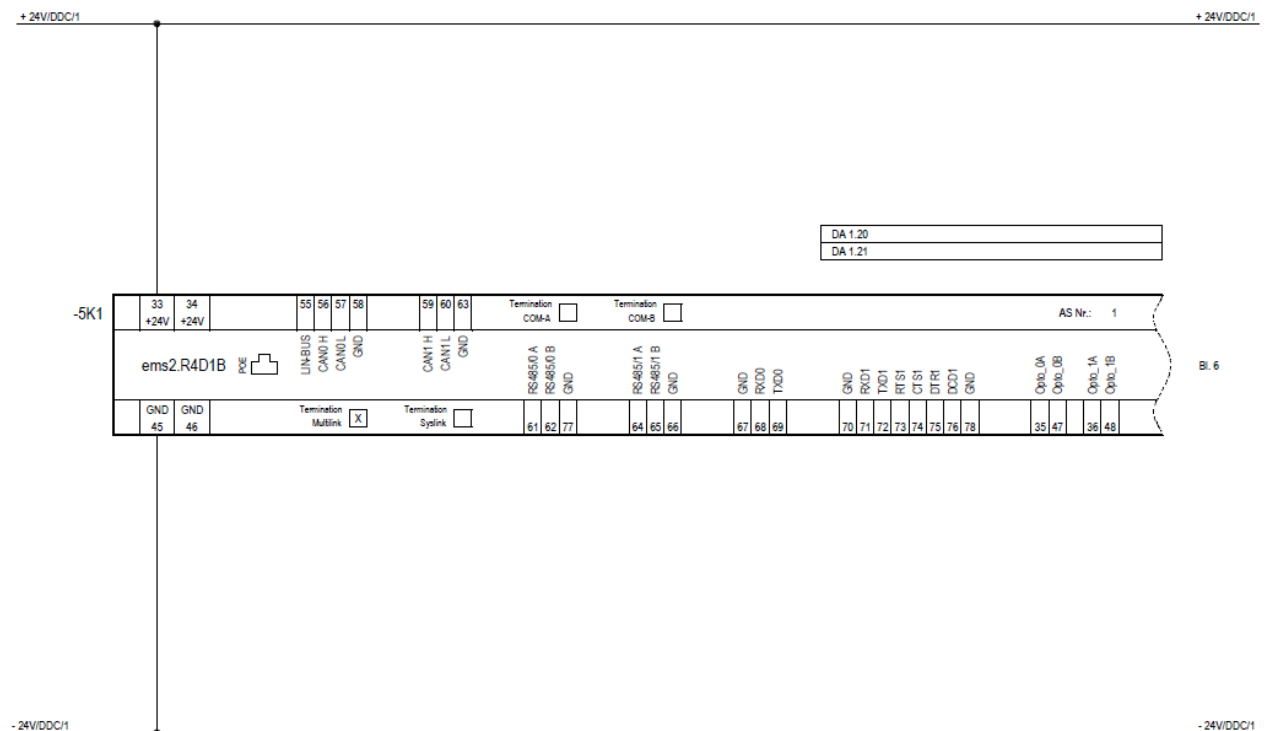 + 24V/DDC/1 + 24V/DDC/1
DA 1.20
DA 1.21
-5K1
33 34 55 56 57 58 59 60 63 Termination COM-A Termination COM-B AS Nr.: 1
+24V +24V
ems2.R4D1B POE LIN-BUS CAN0 H CAN0 L GND CAN1 H CAN1 L GND RS485/0 A RS485/0 B GND RS485/1 A RS485/1 B GND GND RXD0 TXD0 GND RXD1 TXD1 RTS1 CTS1 DTR1 DCD1 GND Opto_0A Opto_0B Opto_1A Opto_1B Bl. 6
GND GND Termination Multilink X Termination Syslink
45 46 61 62 77 64 65 66 67 68 69 70 71 72 73 74 75 76 78 35 47 36 48
- 24V/DDC/1 - 24V/DDC/1